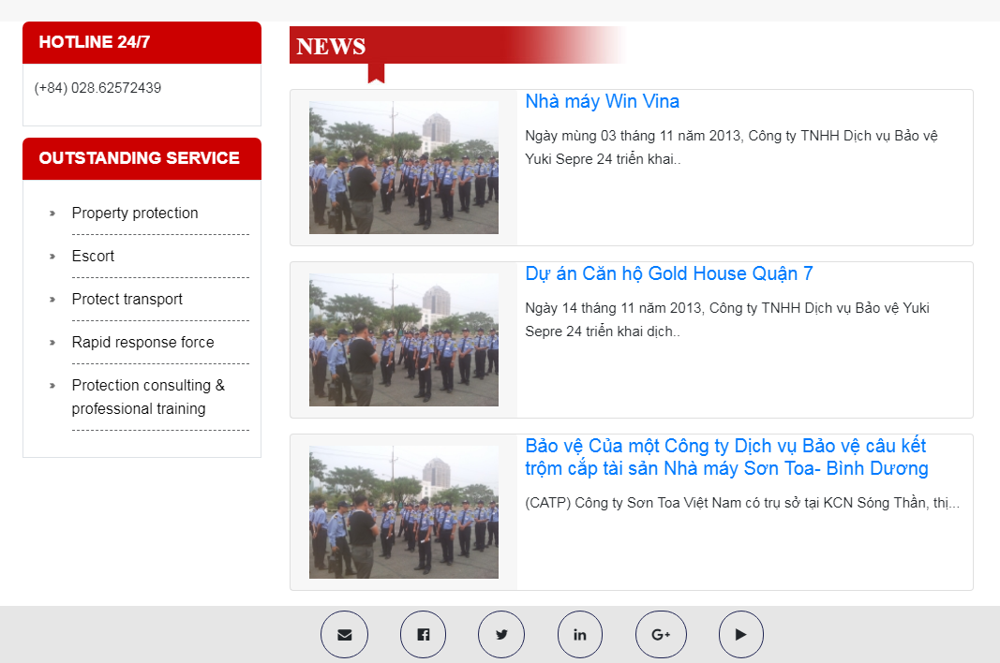 HOTLINE 24/7
(+84) 028.62572439
OUTSTANDING SERVICE
Property protection
Escort
Protect transport
Rapid response force
Protection consulting &
professional training
NEWS
Nhà máy Win Vina
Ngày mùng 03 tháng 11 năm 2013, Công ty TNHH Dịch vụ Bảo vệ
Yuki Sepre 24 triển khai..
Dự án Căn hộ Gold House Quận 7
Ngày 14 tháng 11 năm 2013, Công ty TNHH Dịch vụ Bảo vệ Yuki
Sepre 24 triển khai dịch..
Bảo vệ Của một Công ty Dịch vụ Bảo vệ câu kết
trộm cắp tài sản Nhà máy Sơn Toa- Bình Dương
(CATP) Công ty Sơn Toa Việt Nam có trụ sở tại KCN Sóng Thần, thị...